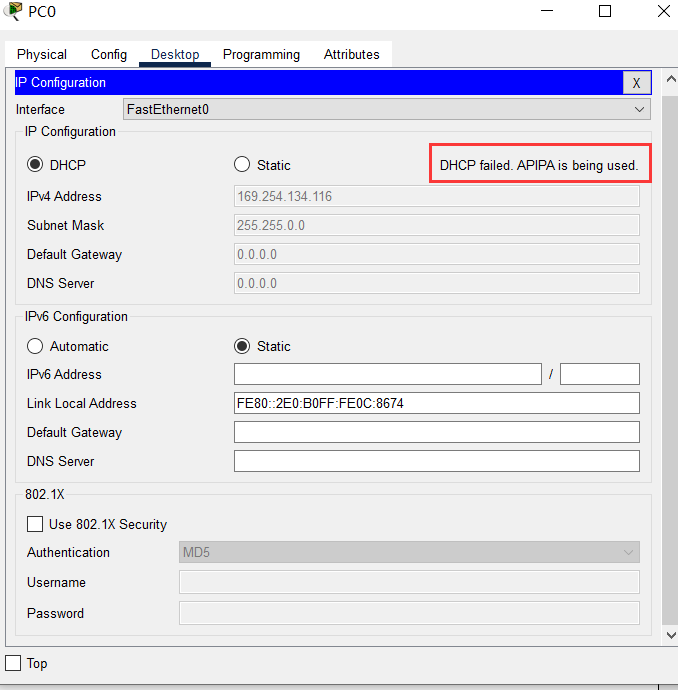 PC0
Physical Config Desktop Programming Attributes
IP Configuration X
Interface FastEthernet0
IP Configuration
DHCP Static DHCP failed. APIPA is being used.
IPv4 Address 169.254.134.116
Subnet Mask 255.255.0.0
Default Gateway 0.0.0.0
DNS Server 0.0.0.0
IPv6 Configuration
Automatic Static
IPv6 Address /
Link Local Address FE80::2E0:B0FF:FE0C:8674
Default Gateway
DNS Server
802.1X
Use 802.1X Security
Authentication MD5
Username
Password
Top